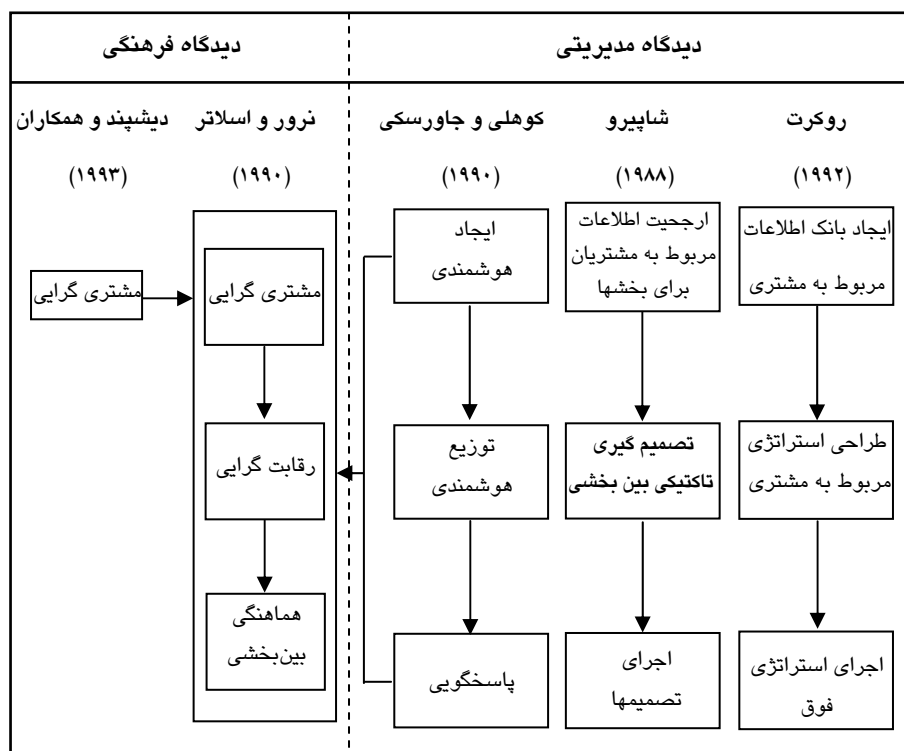 دیدگاه مدیریتی
دیدگاه فرهنگی
روکرت
(۱۹۹۲)
شاپیرو
(۱۹۸۸)
کوهلی و جاورسکی
(۱۹۹۰)
نرور و اسلاتر
(۱۹۹۰)
دیشپند و همکاران
(۱۹۹۳)
ایجاد بانک اطلاعات
مربوط به مشتری
ارجحیت اطلاعات
مربوط به مشتریان
برای بخشها
ایجاد
هوشمندی
مشتری گرایی
مشتری گرایی
طراحی استراتژی
مربوط به مشتری
تصمیم گیری
تاکتیکی بین بخشی
توزیع
هوشمندی
رقابت گرایی
اجرای استراتژی
فوق
اجرای
تصمیمها
پاسخگویی
هماهنگی
بین‌بخشی